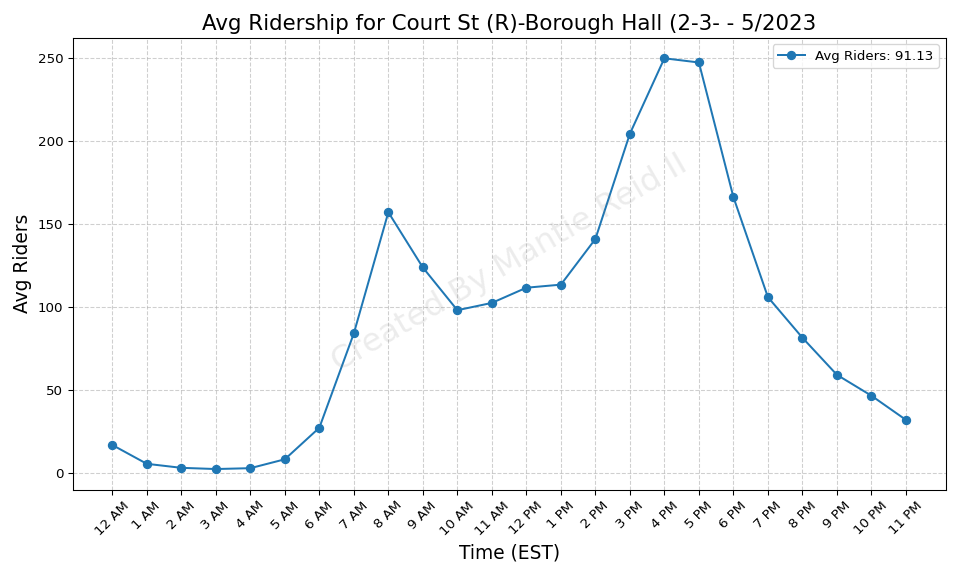 Avg Ridership for Court St (R)-Borough Hall (2-3- - 5/2023
Avg Riders: 91.13
250
200
150
100
50
0
Avg Riders
Created By Mantie Reid II
12 AM
1 AM
2 AM
3 AM
4 AM
5 AM
6 AM
7 AM
8 AM
9 AM
10 AM
11 AM
12 PM
1 PM
2 PM
3 PM
4 PM
5 PM
6 PM
7 PM
8 PM
9 PM
10 PM
11 PM
Time (EST)